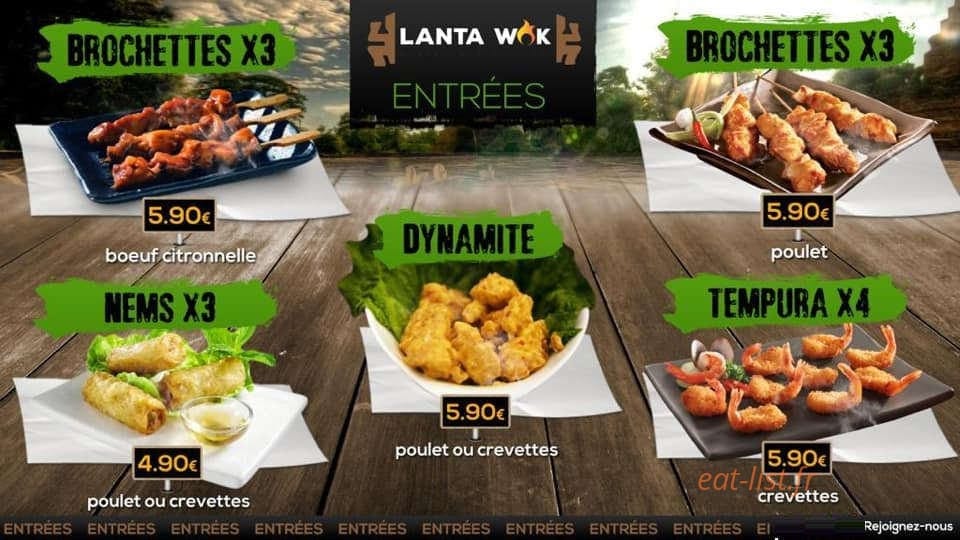 LANTA WOK
ENTRÉES
BROCHETTES X3
5.90€
boeuf citronnelle
BROCHETTES X3
5.90€
poulet
DYNAMITE
5.90€
poulet ou crevettes
NEMS X3
4.90€
poulet ou crevettes
TEMPURA X4
5.90€
crevettes
eat-list.fr
ENTRÉES ENTRÉES ENTRÉES ENTRÉES ENTRÉES ENTRÉES ENTRÉES ENTRÉES ENTRÉES
Rejoignez-nous